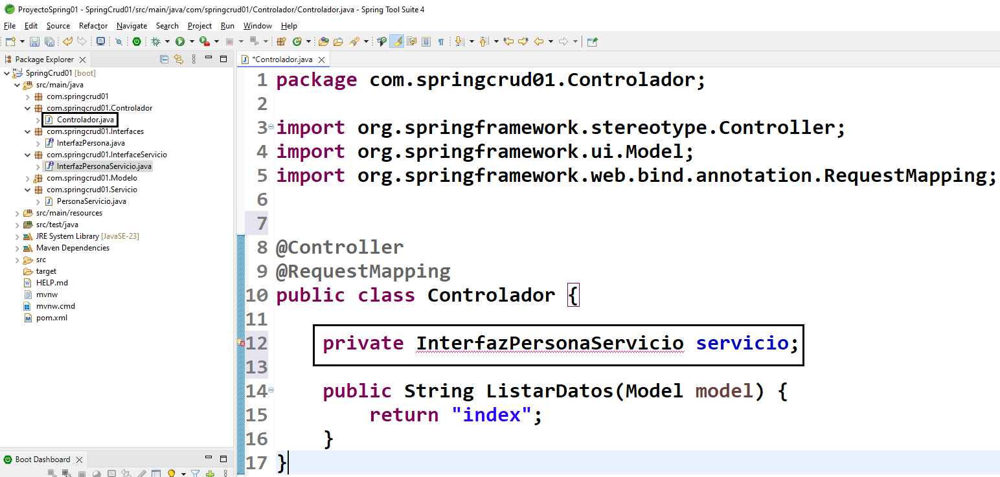 ProyectoSpring01 - SpringCrud01/src/main/java/com/springcrud01/Controlador/Controlador.java - Spring Tool Suite 4
File Edit Source Refactor Navigate Search Project Run Window Help
Package Explorer
SpringCrud01 [boot]
src/main/java
com.springcrud01
com.springcrud01.Controlador
Controlador.java
com.springcrud01.Interfaces
InterfazPersona.java
com.springcrud01.InterfaceServicio
InterfazPersonaServicio.java
com.springcrud01.Modelo
com.springcrud01.Servicio
PersonaServicio.java
src/main/resources
src/test/java
JRE System Library [JavaSE-23]
Maven Dependencies
src
target
HELP.md
mvnw
mvnw.cmd
pom.xml
Boot Dashboard
*Controlador.java
1 package com.springcrud01.Controlador;
2
3 import org.springframework.stereotype.Controller;
4 import org.springframework.ui.Model;
5 import org.springframework.web.bind.annotation.RequestMapping;
6
7
8 @Controller
9 @RequestMapping
10 public class Controlador {
11
12 private InterfazPersonaServicio servicio;
13
14 public String ListarDatos(Model model) {
15 return "index";
16 }
17 }